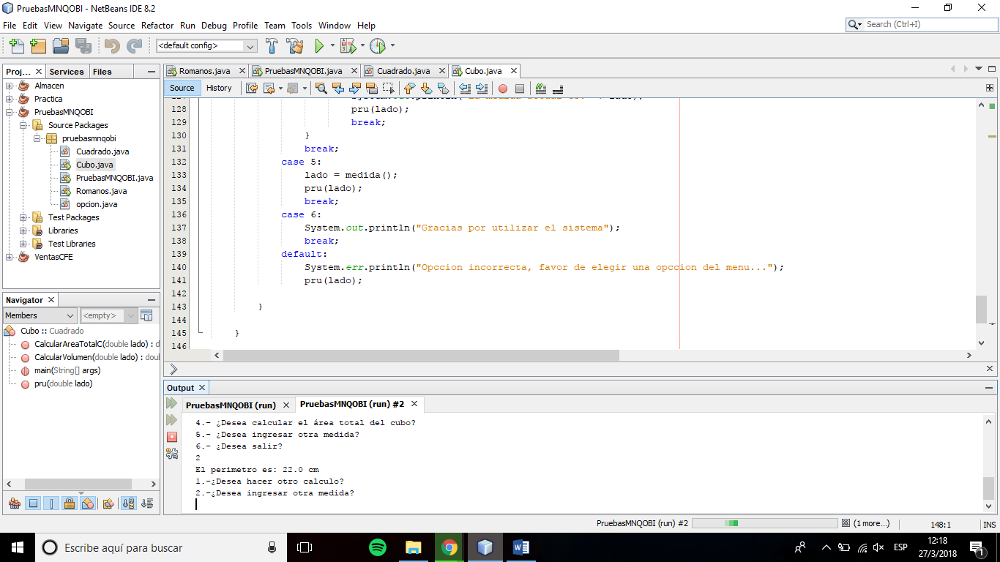 PruebasMNQOBI - NetBeans IDE 8.2
File Edit View Navigate Source Refactor Run Debug Profile Team Tools Window Help
Search (Ctrl+I)
<default config>
Proj... Services Files
Almacen
Practica
PruebasMNQOBI
Source Packages
pruebasmnqobi
Cuadrado.java
Cubo.java
PruebasMNQOBI.java
Romanos.java
opcion.java
Test Packages
Libraries
Test Libraries
VentasCFE
Navigator
Members <empty>
Cubo :: Cuadrado
CalcularAreaTotalC(double lado) : d
CalcularVolumen(double lado) : doul
main(String[] args)
pru(double lado)
Romanos.java PruebasMNQOBI.java Cuadrado.java Cubo.java
Source History
128 pru(lado);
129 break;
130 }
131 break;
132 case 5:
133 lado = medida();
134 pru(lado);
135 break;
136 case 6:
137 System.out.println("Gracias por utilizar el sistema");
138 break;
139 default:
140 System.err.println("Opccion incorrecta, favor de elegir una opccion del menu...");
141 pru(lado);
142
143 }
144
145 }
146
Output
PruebasMNQOBI (run) PruebasMNQOBI (run) #2
4.- ¿Desea calcular el área total del cubo?
5.- ¿Desea ingresar otra medida?
6.- ¿Desea salir?
2
El perimetro es: 22.0 cm
1.-¿Desea hacer otro calculo?
2.-¿Desea ingresar otra medida?
PruebasMNQOBI (run) #2 (1 more...) 148:1 INS
Escribe aquí para buscar
ESP
12:18
27/3/2018
1